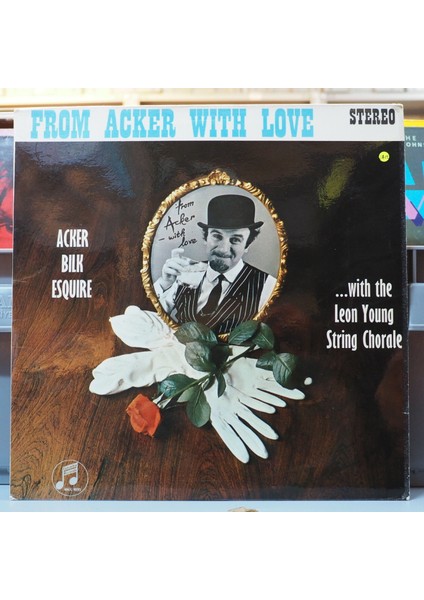 FROM ACKER WITH LOVE
STEREO
from
Acker
- with
love
ACKER
BILK
ESQUIRE
...with the
Leon Young
String Chorale